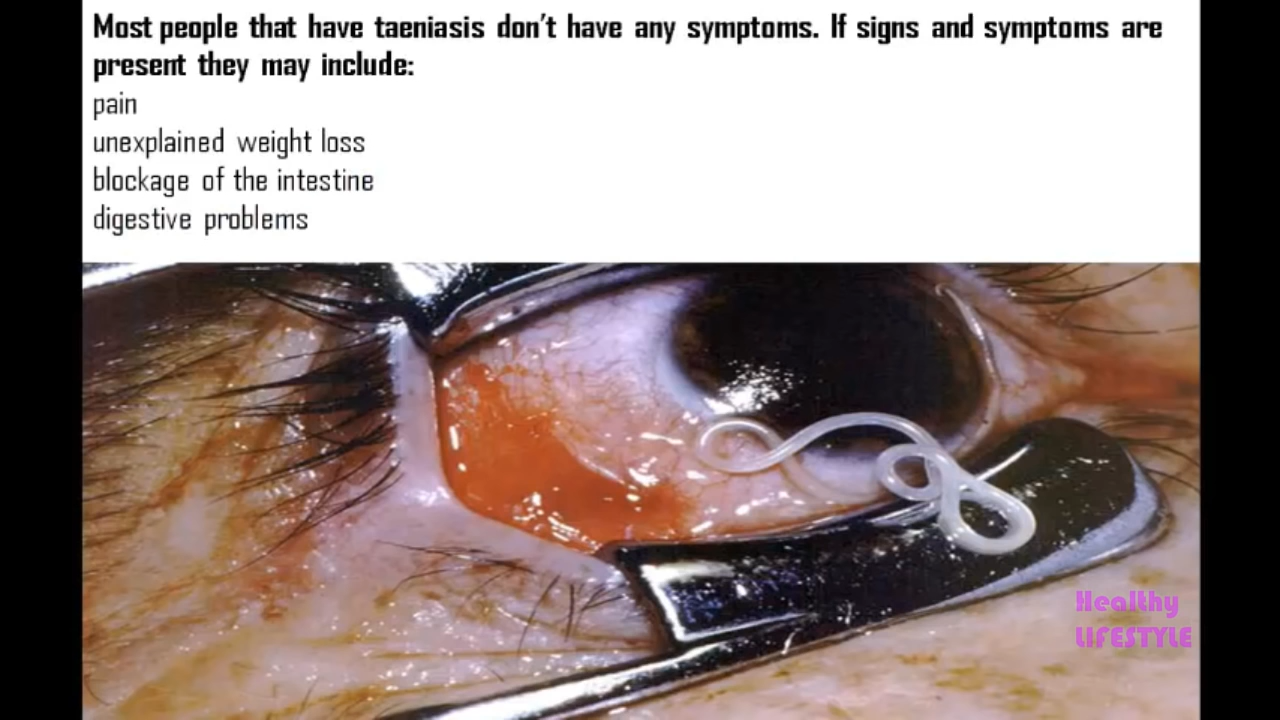 Most people that have taeniasis don't have any symptoms. If signs and symptoms are
present they may include:
pain
unexplained weight loss
blockage of the intestine
digestive problems
Healthy
LIFESTYLE